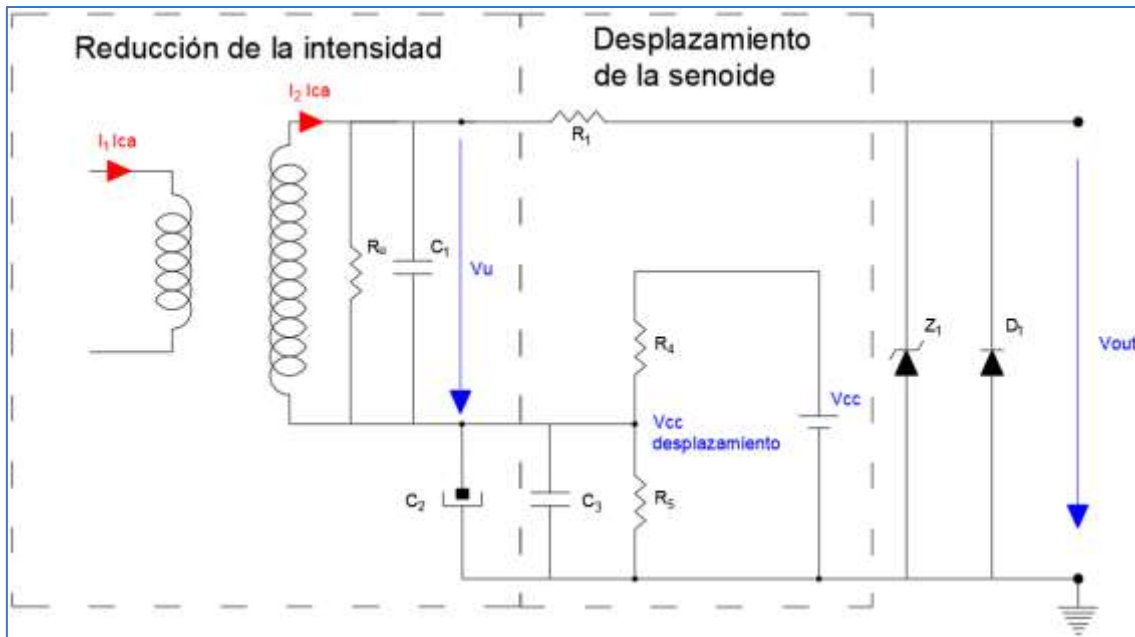 Reducción de la intensidad
Desplazamiento
de la senoide
I₁ Ica
I₂ Ica
R₁
Rᵤ
C₁
Vu
R₄
Z₁
D₁
Vout
Vcc
Vcc
desplazamiento
C₂
C₃
R₅